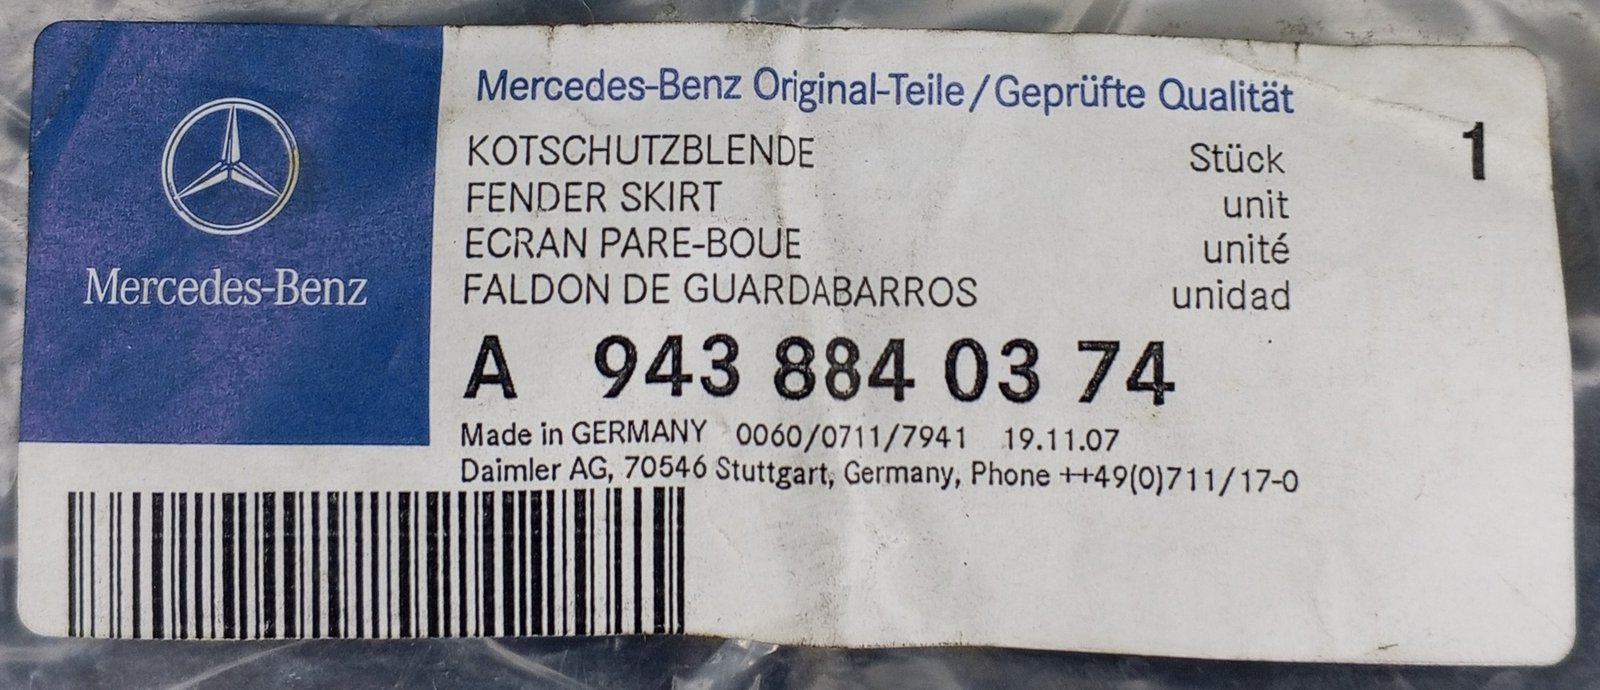 Mercedes-Benz
Mercedes-Benz Original-Teile/Geprüfte Qualität
KOTSCHUTZBLENDE Stück 1
FENDER SKIRT unit
ECRAN PARE-BOUE unité
FALDON DE GUARDABARROS unidad
A 943 884 03 74
Made in GERMANY 0060/0711/7941 19.11.07
Daimler AG, 70546 Stuttgart, Germany, Phone ++49(0)711/17-0